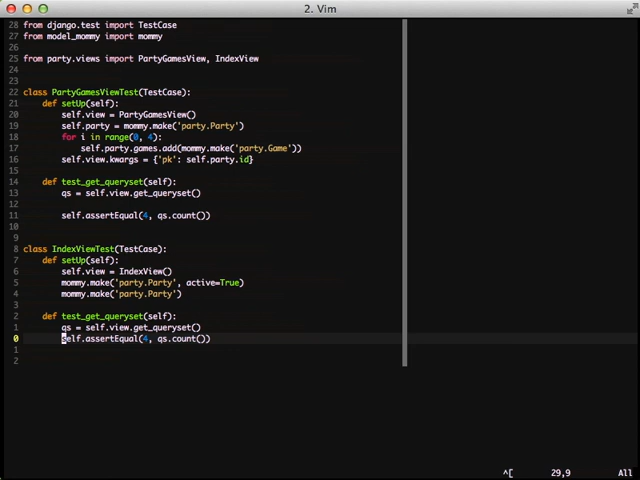 2. Vim
28 from django.test import TestCase
27 from model_mommy import mommy
26
25 from party.views import PartyGamesView, IndexView
24
23
22 class PartyGamesViewTest(TestCase):
21     def setUp(self):
20         self.view = PartyGamesView()
19         self.party = mommy.make('party.Party')
18         for i in range(0, 4):
17             self.party.games.add(mommy.make('party.Game'))
16         self.view.kwargs = {'pk': self.party.id}
15
14     def test_get_queryset(self):
13         qs = self.view.get_queryset()
12
11         self.assertEqual(4, qs.count())
10
9
8 class IndexViewTest(TestCase):
7     def setUp(self):
6         self.view = IndexView()
5         mommy.make('party.Party', active=True)
4         mommy.make('party.Party')
3
2     def test_get_queryset(self):
1         qs = self.view.get_queryset()
0         self.assertEqual(4, qs.count())
1
2
^[ 29,9 All